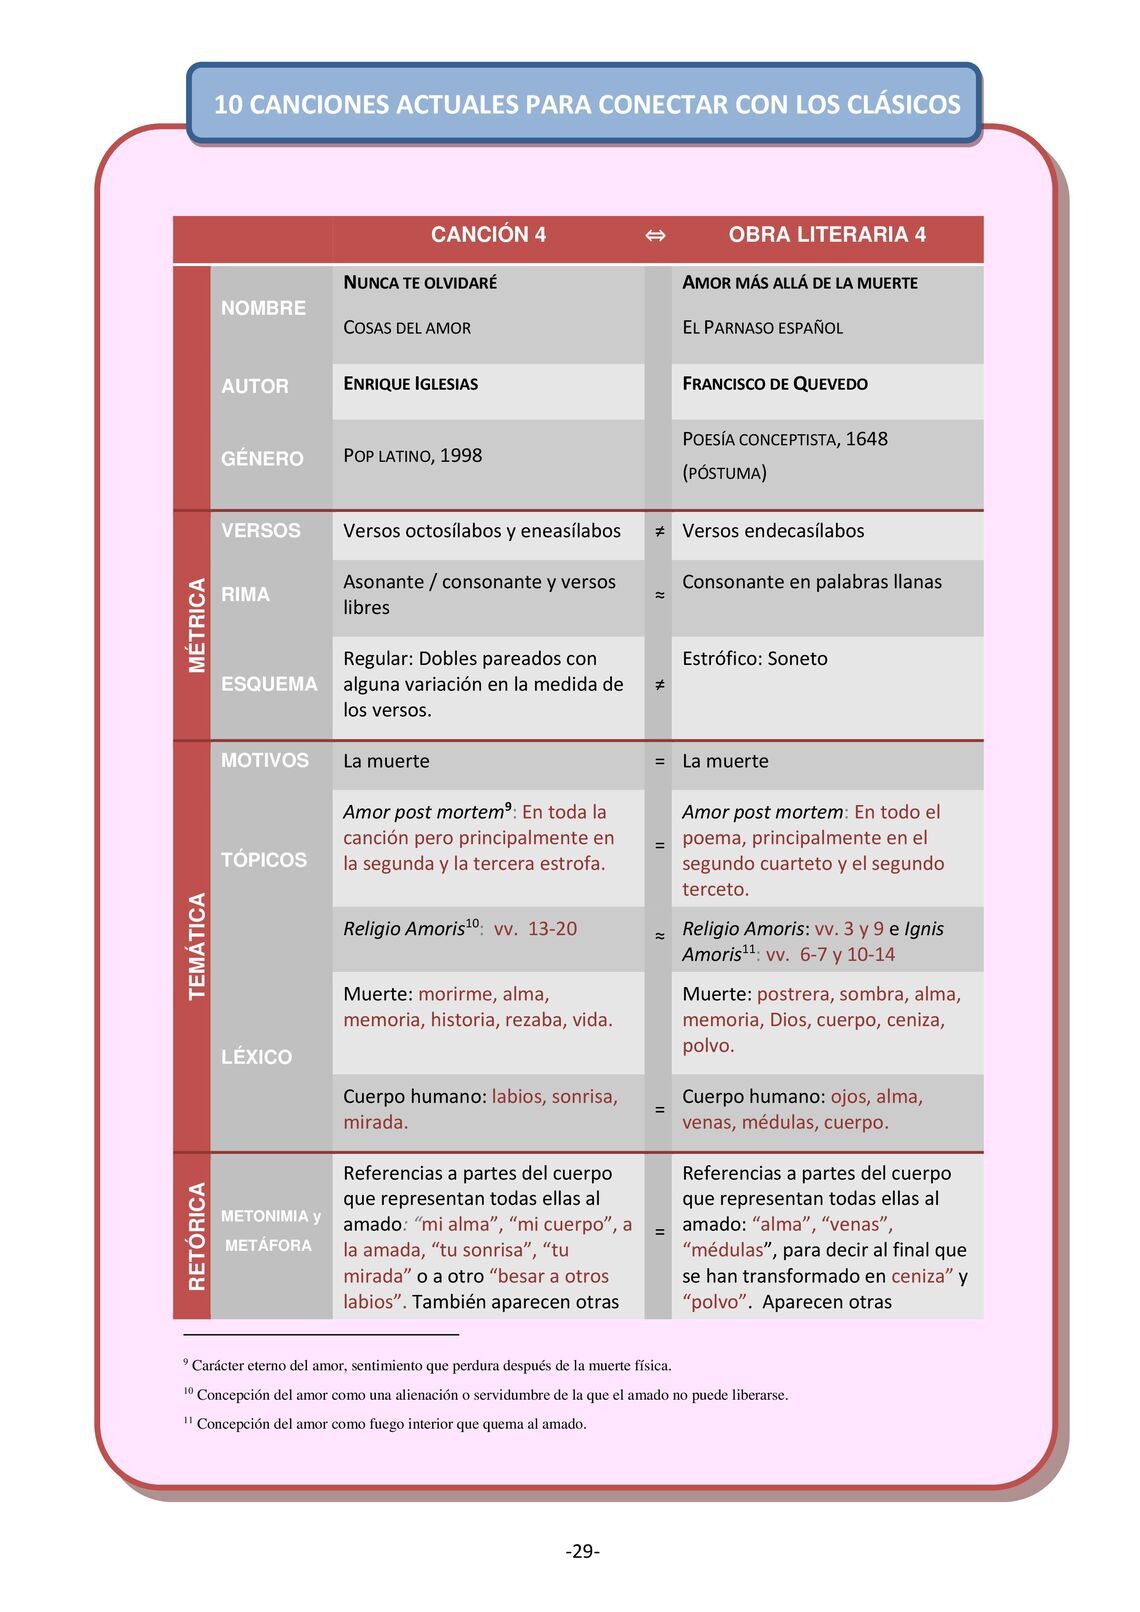 10 CANCIONES ACTUALES PARA CONECTAR CON LOS CLÁSICOS
CANCIÓN 4 ⇔ OBRA LITERARIA 4
NOMBRE
NUNCA TE OLVIDARÉ
COSAS DEL AMOR
AMOR MÁS ALLÁ DE LA MUERTE
EL PARNASO ESPAÑOL
AUTOR
ENRIQUE IGLESIAS
FRANCISCO DE QUEVEDO
GÉNERO
POP LATINO, 1998
POESÍA CONCEPTISTA, 1648
(PÓSTUMA)
MÉTRICA
VERSOS
Versos octosílabos y eneasílabos
≠
Versos endecasílabos
RIMA
Asonante / consonante y versos
libres
≈
Consonante en palabras llanas
ESQUEMA
Regular: Dobles pareados con
alguna variación en la medida de
los versos.
≠
Estrófico: Soneto
TEMÁTICA
MOTIVOS
La muerte
=
La muerte
TÓPICOS
Amor post mortem⁹: En toda la
canción pero principalmente en
la segunda y la tercera estrofa.
=
Amor post mortem: En todo el
poema, principalmente en el
segundo cuarteto y el segundo
terceto.
Religio Amoris¹⁰: vv. 13-20
≈
Religio Amoris: vv. 3 y 9 e Ignis
Amoris¹¹: vv. 6-7 y 10-14
LÉXICO
Muerte: morirme, alma,
memoria, historia, rezaba, vida.
Muerte: postrera, sombra, alma,
memoria, Dios, cuerpo, ceniza,
polvo.
Cuerpo humano: labios, sonrisa,
mirada.
=
Cuerpo humano: ojos, alma,
venas, médulas, cuerpo.
RETÓRICA
METONIMIA y
METÁFORA
Referencias a partes del cuerpo
que representan todas ellas al
amado: “mi alma”, “mi cuerpo”, a
la amada, “tu sonrisa”, “tu
mirada” o a otro “besar a otros
labios”. También aparecen otras
=
Referencias a partes del cuerpo
que representan todas ellas al
amado: “alma”, “venas”,
“médulas”, para decir al final que
se han transformado en ceniza” y
“polvo”. Aparecen otras
⁹ Carácter eterno del amor, sentimiento que perdura después de la muerte física.
¹⁰ Concepción del amor como una alienación o servidumbre de la que el amado no puede liberarse.
¹¹ Concepción del amor como fuego interior que quema al amado.
-29-